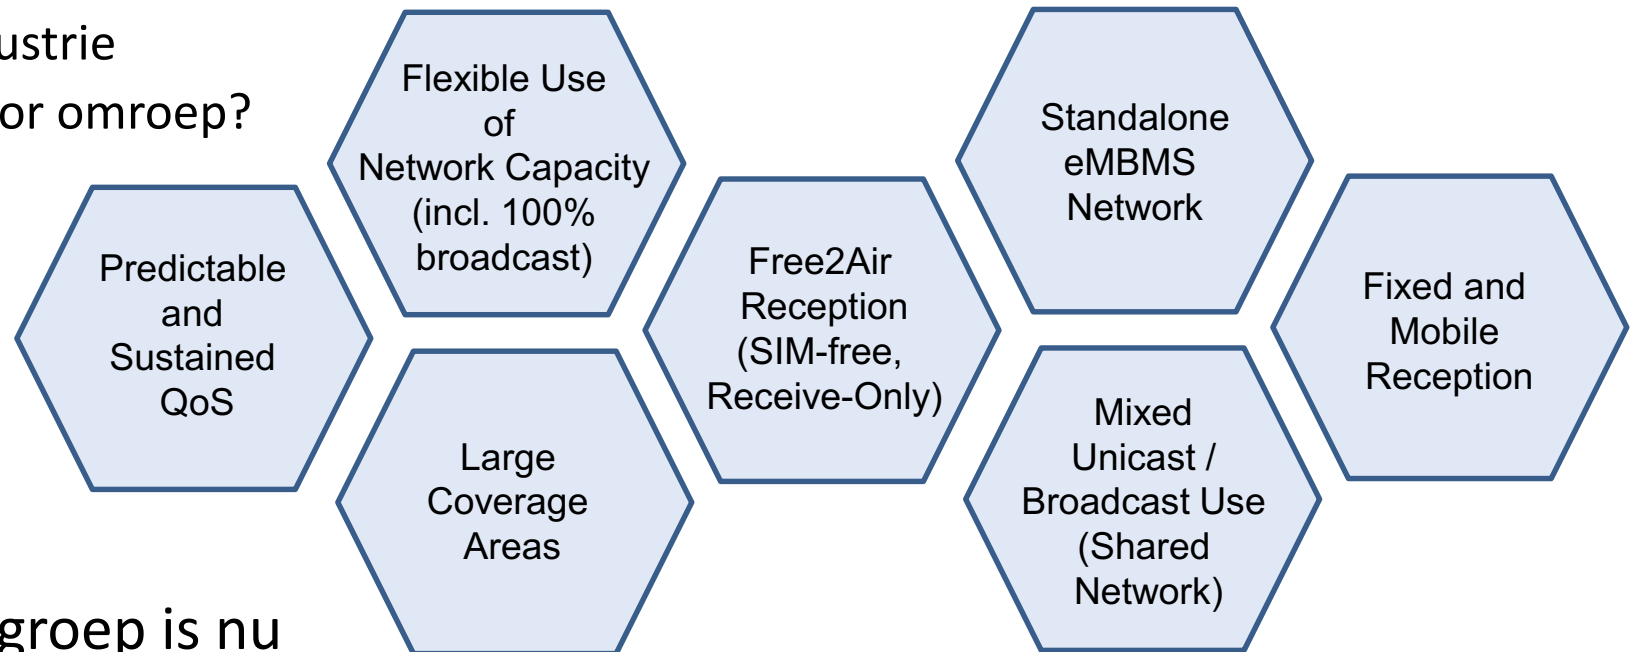 ustrie
or omroep?
Predictable
and
Sustained
QoS
Flexible Use
of
Network Capacity
(incl. 100%
broadcast)
Large
Coverage
Areas
Free2Air
Reception
(SIM-free,
Receive-Only)
Standalone
eMBMS
Network
Mixed
Unicast /
Broadcast Use
(Shared
Network)
Fixed and
Mobile
Reception
groep is nu